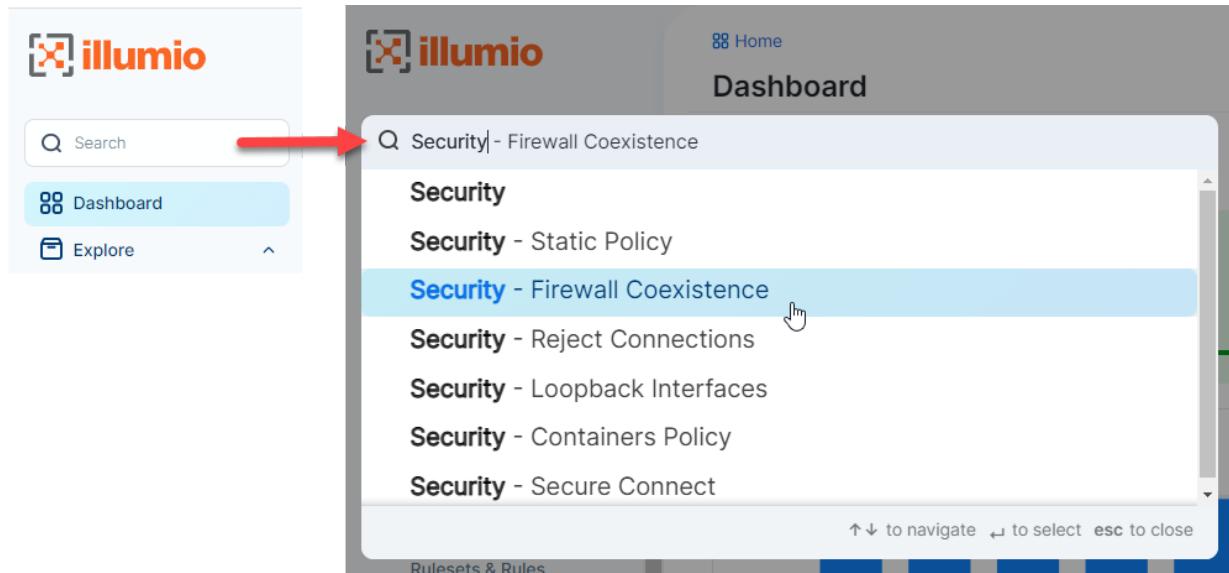 illumio
Search
Dashboard
Explore
illumio
Home
Dashboard
Security - Firewall Coexistence
Security
Security - Static Policy
Security - Firewall Coexistence
Security - Reject Connections
Security - Loopback Interfaces
Security - Containers Policy
Security - Secure Connect
↑↓ to navigate ↵ to select esc to close
Rulesets & Rules